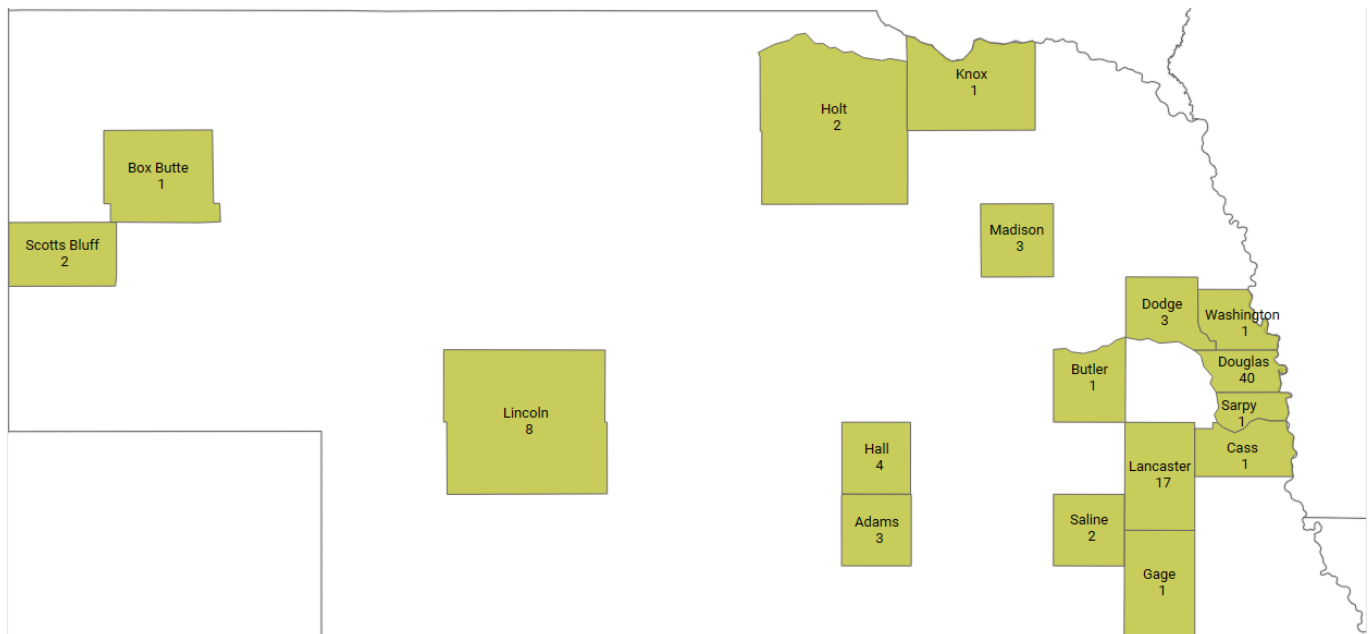 Knox
1
Holt
2
Box Butte
1
Scotts Bluff
2
Madison
3
Dodge
3
Washington
1
Douglas
40
Butler
1
Sarpy
1
Lincoln
8
Hall
4
Cass
1
Lancaster
17
Adams
3
Saline
2
Gage
1